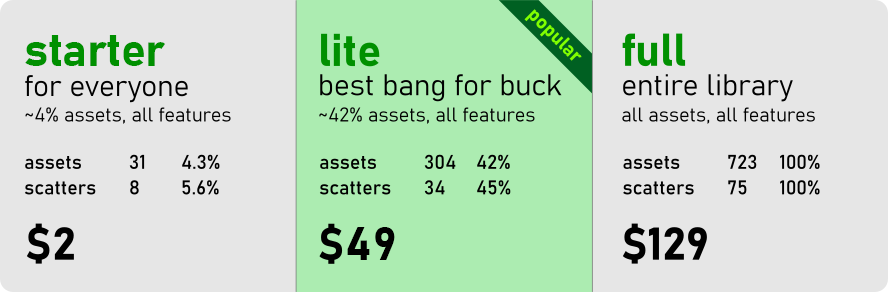 starter
for everyone
~4% assets, all features
assets 31 4.3%
scatters 8 5.6%
$2
popular
lite
best bang for buck
~42% assets, all features
assets 304 42%
scatters 34 45%
$49
full
entire library
all assets, all features
assets 723 100%
scatters 75 100%
$129